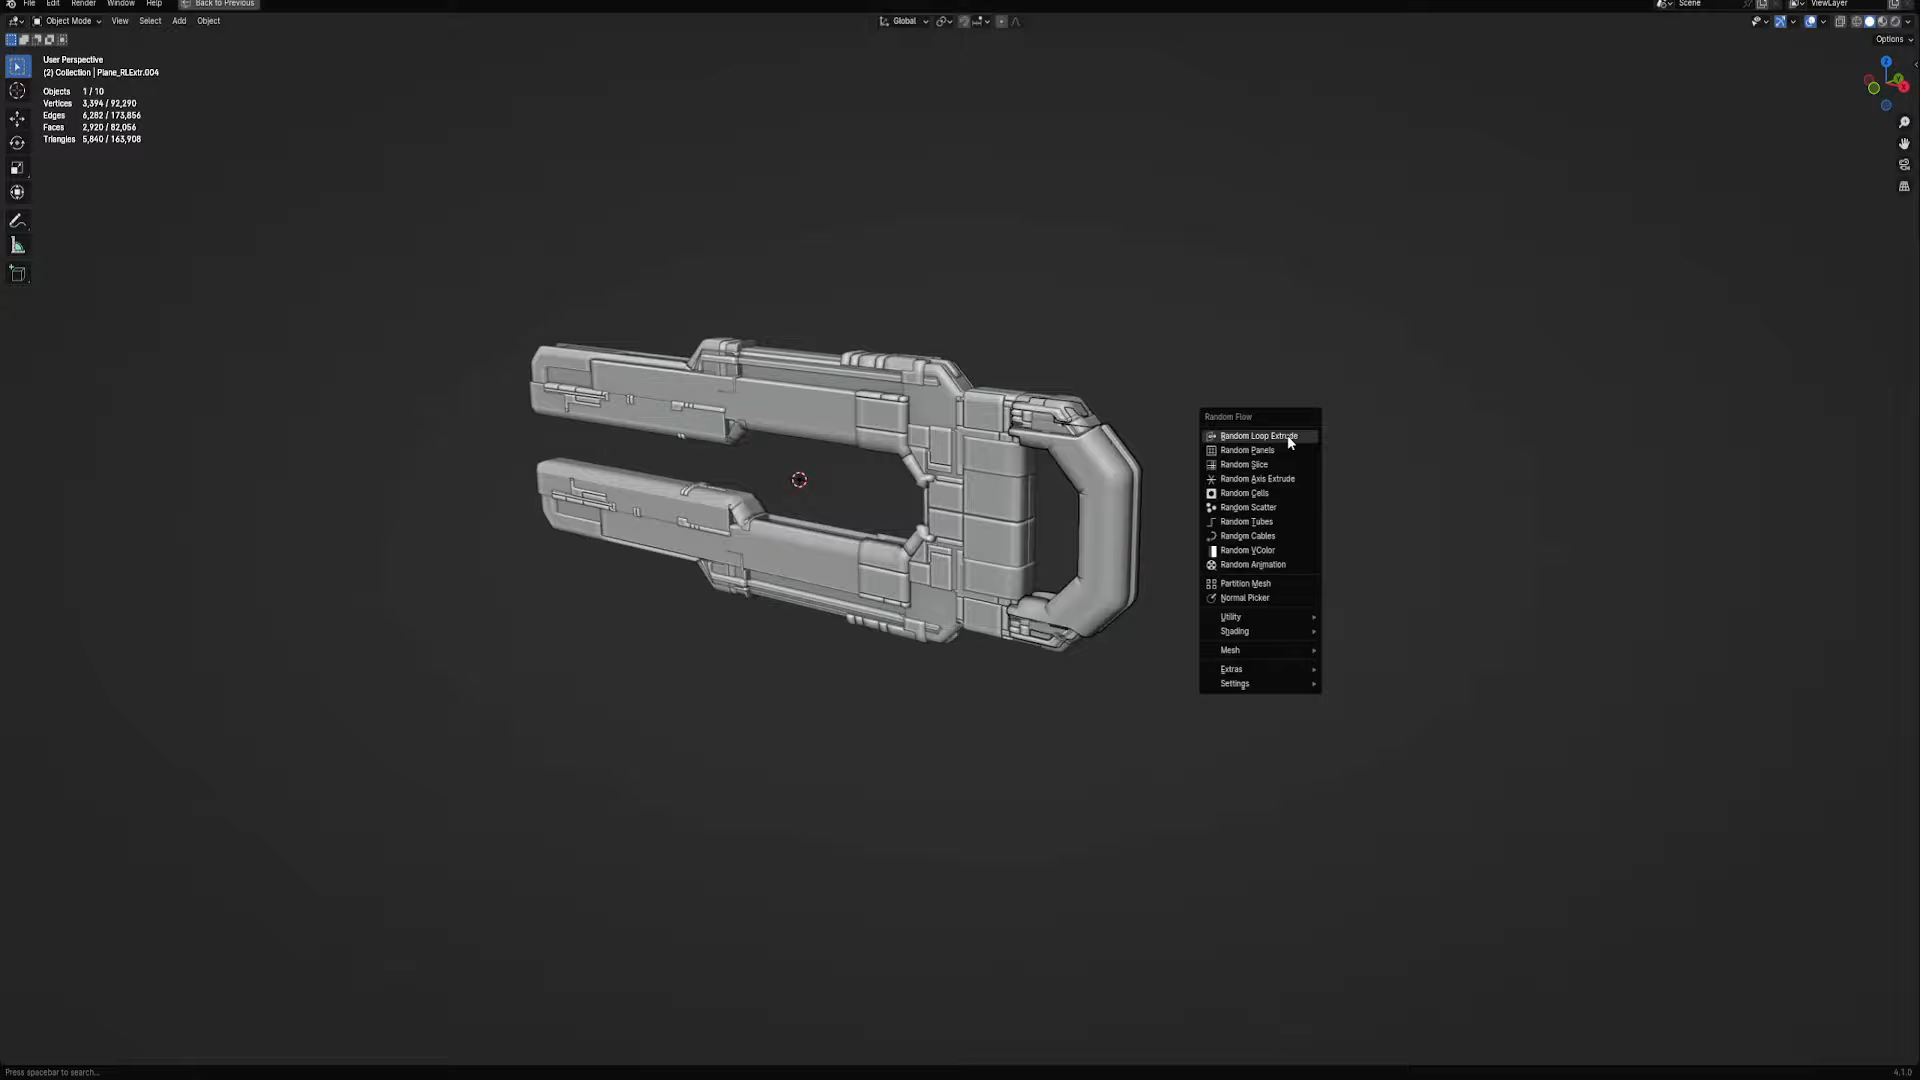 File Edit Render Window Help Back to Previous Scene ViewLayer
Object Mode View Select Add Object Global
Options
User Perspective
(2) Collection | Plane_RLExtr.004
Objects 1 / 10
Vertices 3,394 / 92,290
Edges 6,282 / 173,856
Faces 2,920 / 82,056
Triangles 5,840 / 163,908
Z
Y
X
Random Flow
Random Loop Extrude
Random Panels
Random Slice
Random Axis Extrude
Random Cells
Random Scatter
Random Tubes
Random Cables
Random VColor
Random Animation
Partition Mesh
Normal Picker
Utility
Shading
Mesh
Extras
Settings
Press spacebar to search...
4.1.0